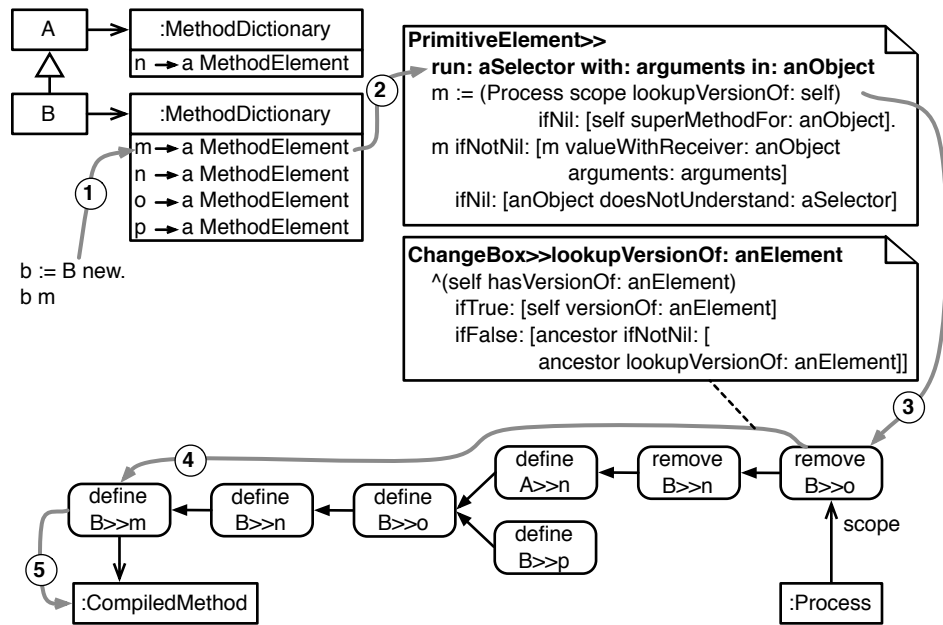 A
:MethodDictionary
n → a MethodElement
B
:MethodDictionary
m → a MethodElement
n → a MethodElement
o → a MethodElement
p → a MethodElement
1
2
b := B new.
b m
PrimitiveElement>>
run: aSelector with: arguments in: anObject
m := (Process scope lookupVersionOf: self)
ifNil: [self superMethodFor: anObject].
m ifNotNil: [m valueWithReceiver: anObject
arguments: arguments]
ifNil: [anObject doesNotUnderstand: aSelector]
ChangeBox>>lookupVersionOf: anElement
^(self hasVersionOf: anElement)
ifTrue: [self versionOf: anElement]
ifFalse: [ancestor ifNotNil: [
ancestor lookupVersionOf: anElement]]
3
4
define
B>>m
define
B>>n
define
B>>o
define
A>>n
define
B>>p
remove
B>>n
remove
B>>o
scope
5
:CompiledMethod
:Process